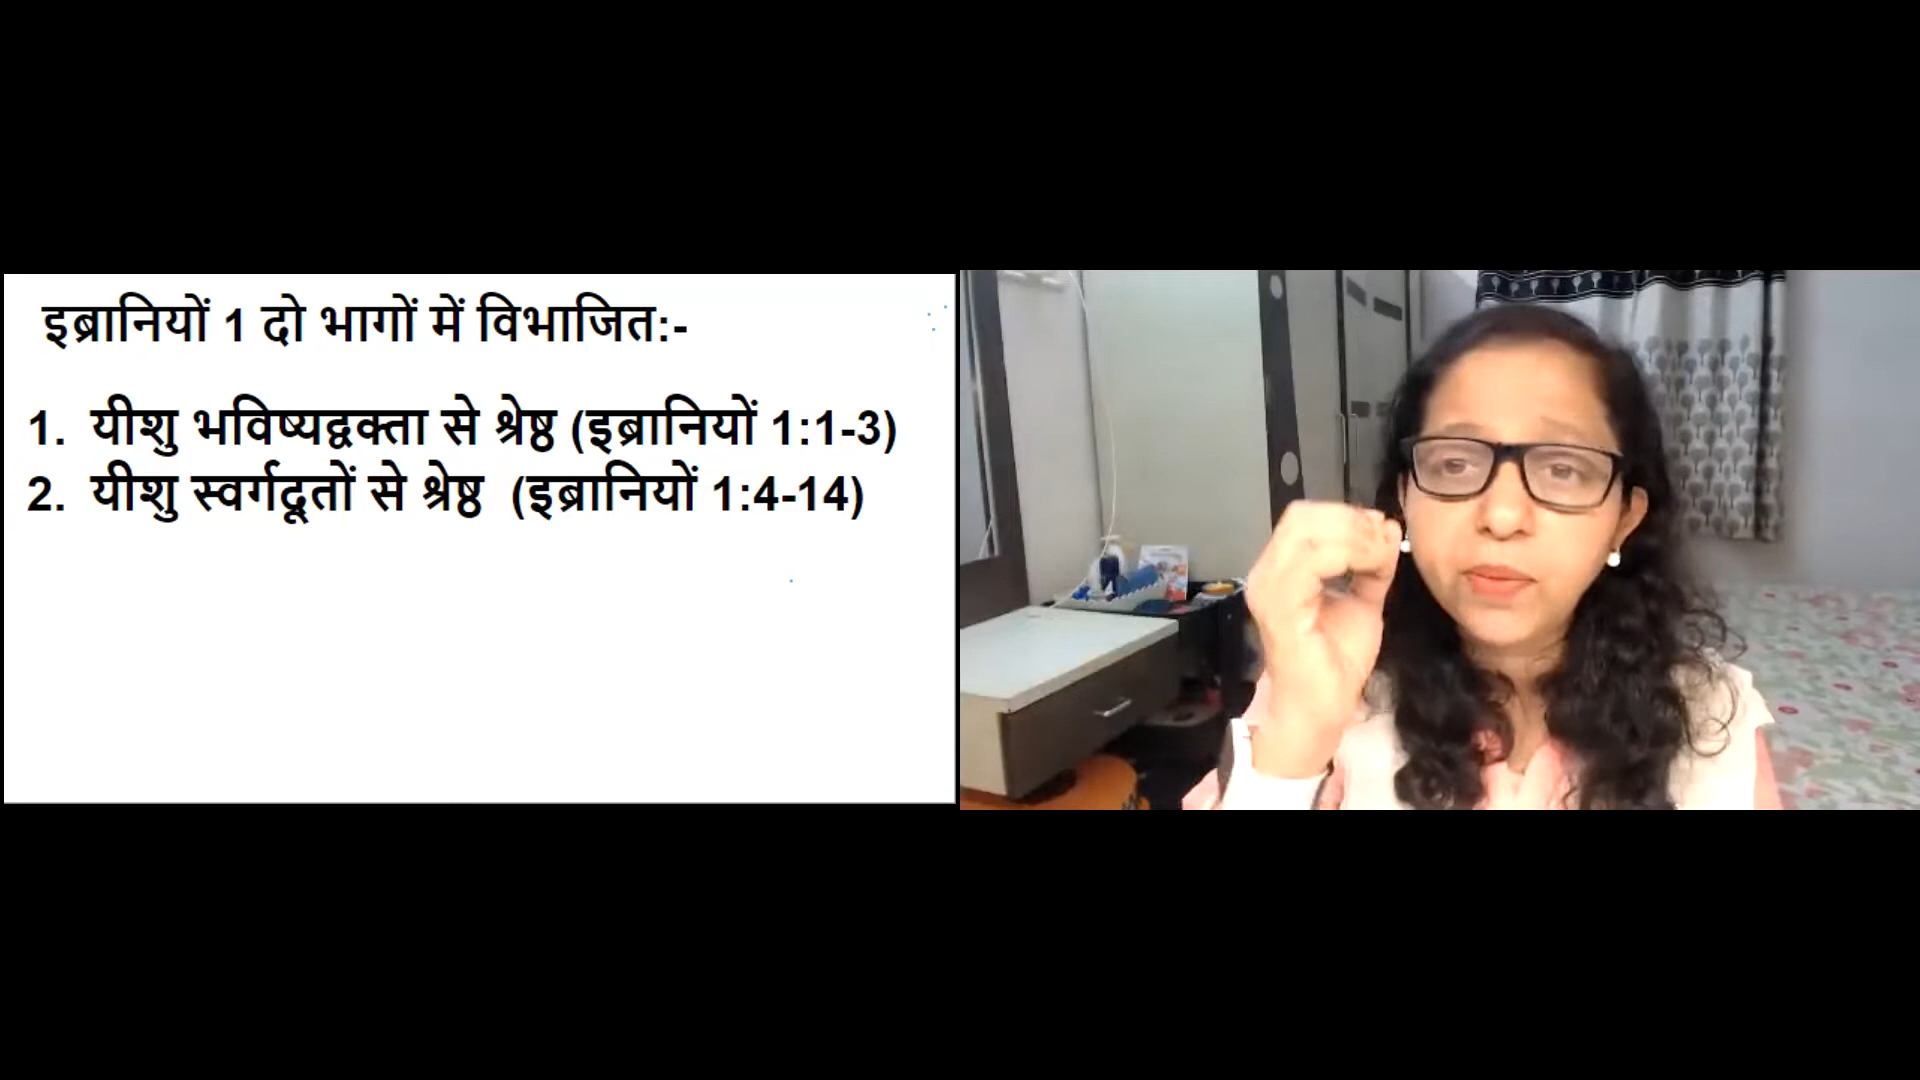 इब्रानियों 1 दो भागों में विभाजित:-
1. यीशु भविष्यद्वक्ता से श्रेष्ठ (इब्रानियों 1:1-3)
2. यीशु स्वर्गदूतों से श्रेष्ठ (इब्रानियों 1:4-14)